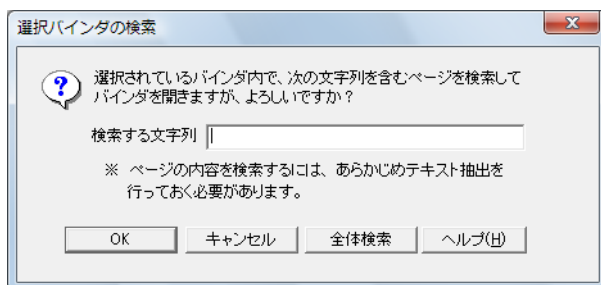 選択バインダの検索
選択されているバインダ内で、次の文字列を含むページを検索して
バインダを開きますが、よろしいですか？
検索する文字列
※ ページの内容を検索するには、あらかじめテキスト抽出を
行っておく必要があります。
OK キャンセル 全体検索 ヘルプ(H)